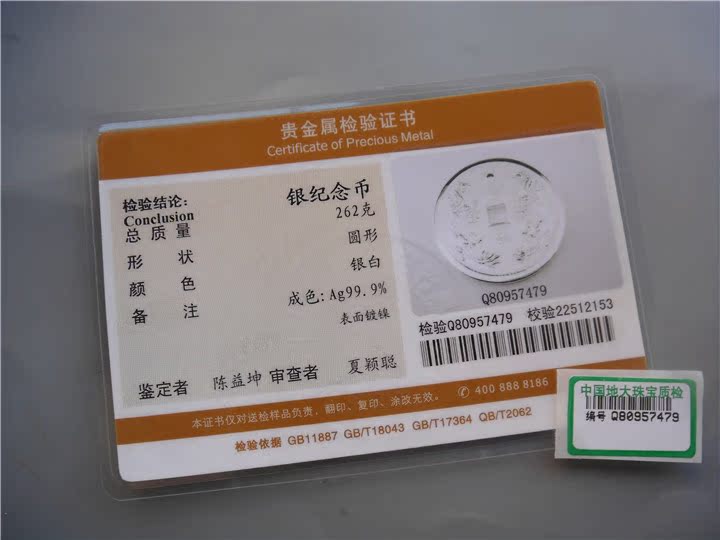 贵金属检验证书
Certificate of Precious Metal
检验结论: 银纪念币
Conclusion
总质量 262克
形状 圆形
颜色 银白
备注 成色: Ag99.9%
表面镀镍
鉴定者 陈益坤 审查者 夏颖聪
Q80957479
检验Q80957479 校验22512153
本证书仅对送检样品负责, 翻印、复印、涂改无效。 400 888 8186
检验依据 GB11887 GB/T18043 GB/T17364 QB/T2062
中国地大珠宝质检
编号 Q80957479